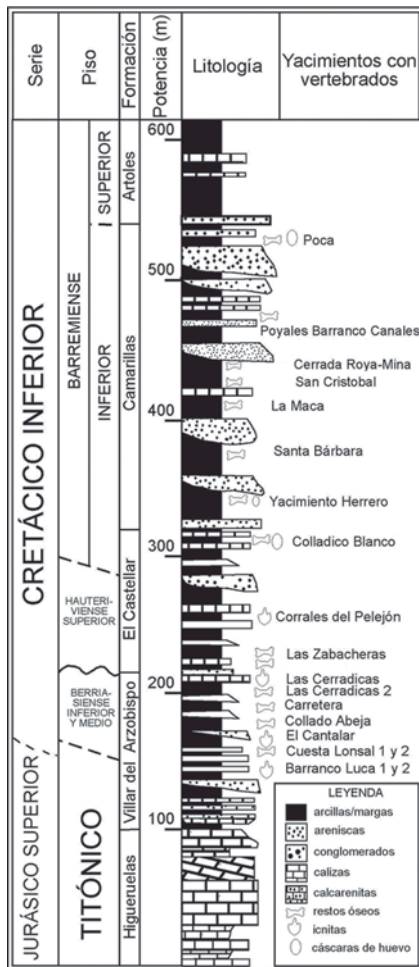 Serie
Piso
Formación
Potencia (m)
Litología
Yacimientos con
vertebrados
CRETÁCICO INFERIOR
JURÁSICO SUPERIOR
BARREMIENSE
SUPERIOR
INFERIOR
HAUTERI-
VIENSE
SUPERIOR
BERRIA-
SIENSE
INFERIOR
Y MEDIO
TITÓNICO
Artoles
Camarillas
El Castellar
Villar del Arzobispo
Higueruelas
600
500
400
300
200
100
Poca
Poyales Barranco Canales
Cerrada Roya-Mina
San Cristobal
La Maca
Santa Bárbara
Yacimiento Herrero
Colladico Blanco
Corrales del Pelejón
Las Zabacheras
Las Cerradicas
Las Cerradicas 2
Carretera
Collado Abeja
El Cantalar
Cuesta Lonsal 1 y 2
Barranco Luca 1 y 2
LEYENDA
arcillas/margas
areniscas
conglomerados
calizas
calcarenitas
restos óseos
icnitas
cáscaras de huevo